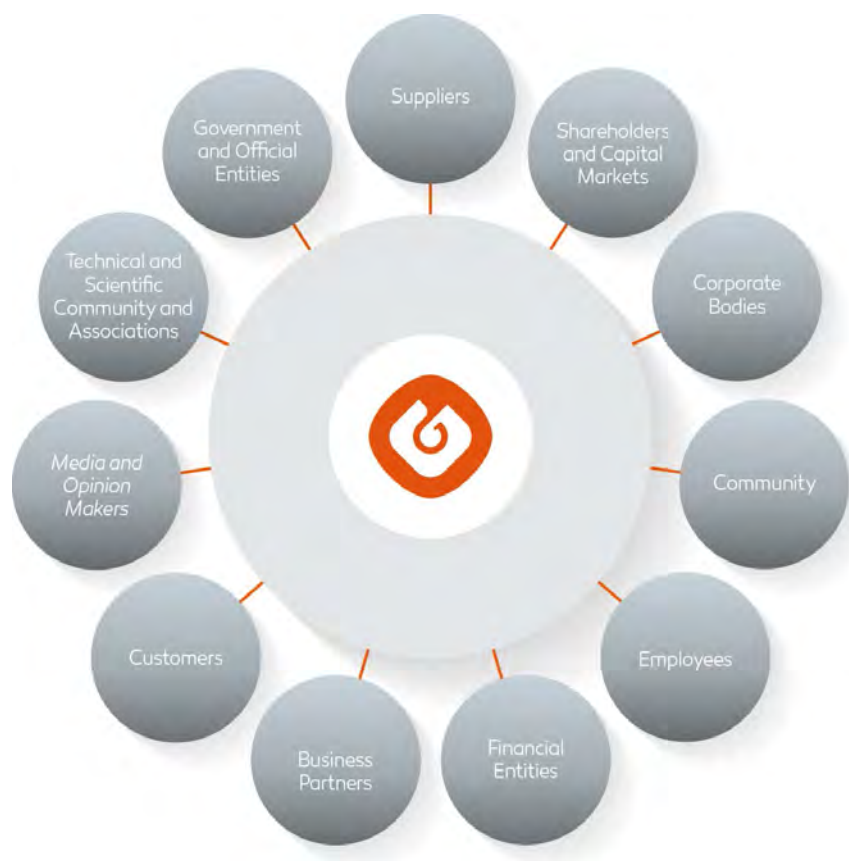 Suppliers
Shareholders
and Capital
Markets
Corporate
Bodies
Community
Employees
Financial
Entities
Business
Partners
Customers
Media and
Opinion
Makers
Technical and
Scientific
Community and
Associations
Government
and Official
Entities